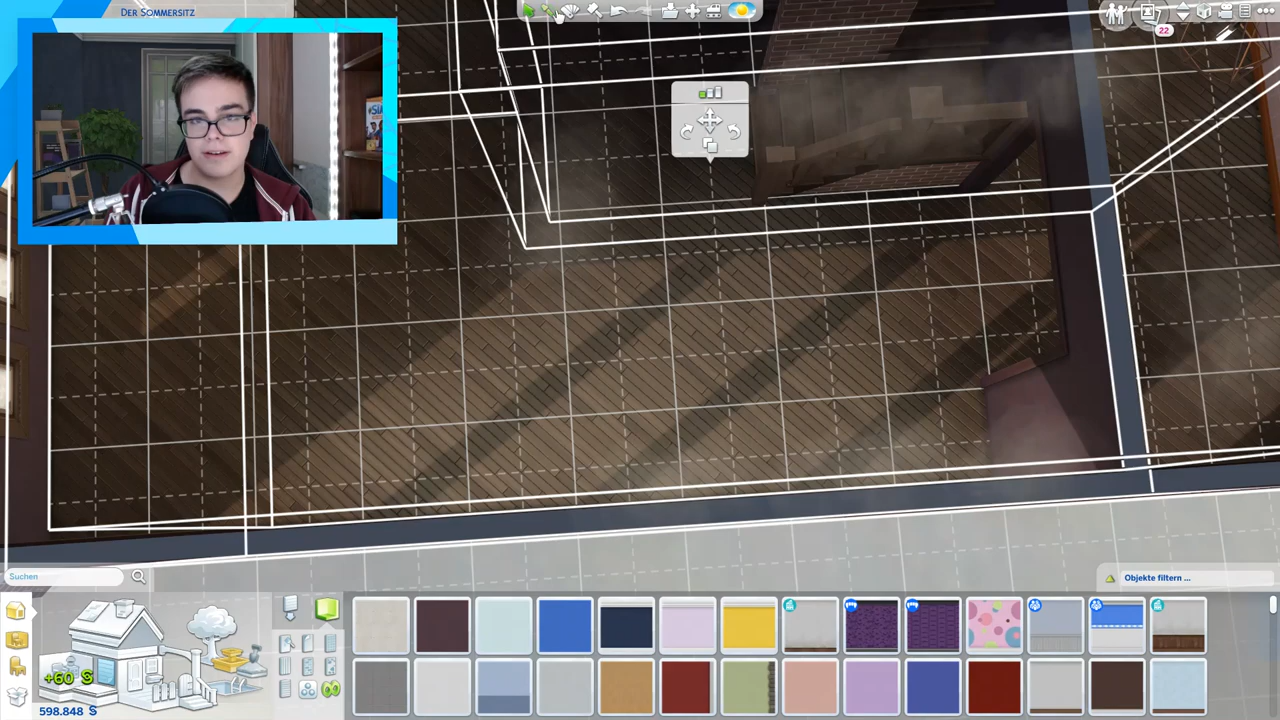 DER SOMMERSITZ
22
Suchen
Objekte filtern ...
+60 $
598.848 $